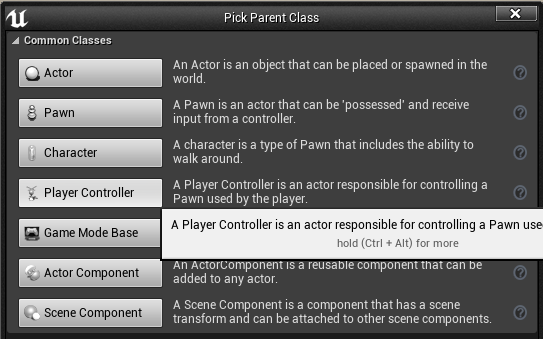 Pick Parent Class
Common Classes
Actor
An Actor is an object that can be placed or spawned in the
world.
Pawn
A Pawn is an actor that can be 'possessed' and receive
input from a controller.
Character
A character is a type of Pawn that includes the ability to
walk around.
Player Controller
A Player Controller is an actor responsible for controlling a
Pawn used by the player.
Game Mode Base
A Player Controller is an actor responsible for controlling a Pawn use
hold (Ctrl + Alt) for more
Actor Component
An ActorComponent is a reusable component that can be
added to any actor.
Scene Component
A Scene Component is a component that has a scene
transform and can be attached to other scene components.